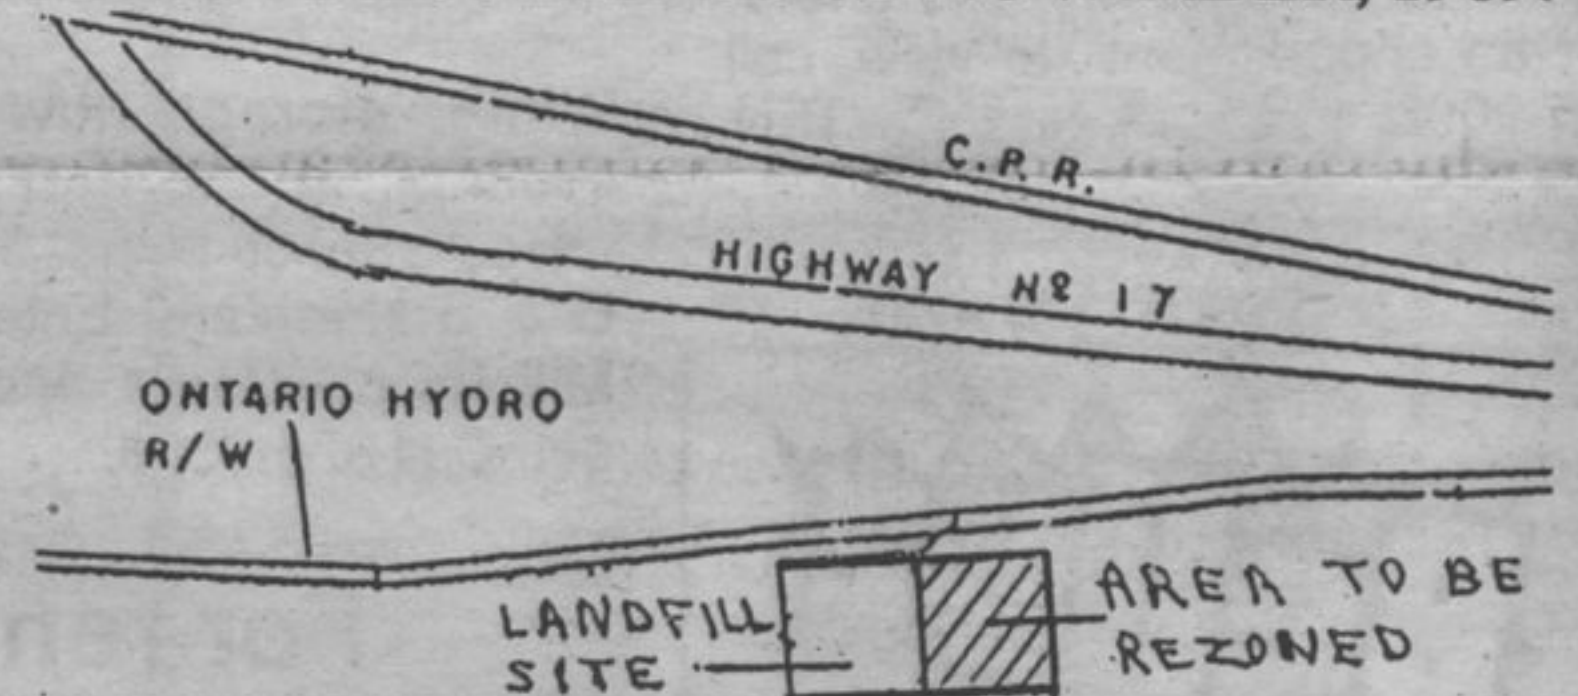 C.P.R.
HIGHWAY Nº 17
ONTARIO HYDRO
R/W
LANDFILL
SITE
AREA TO BE
REZONED